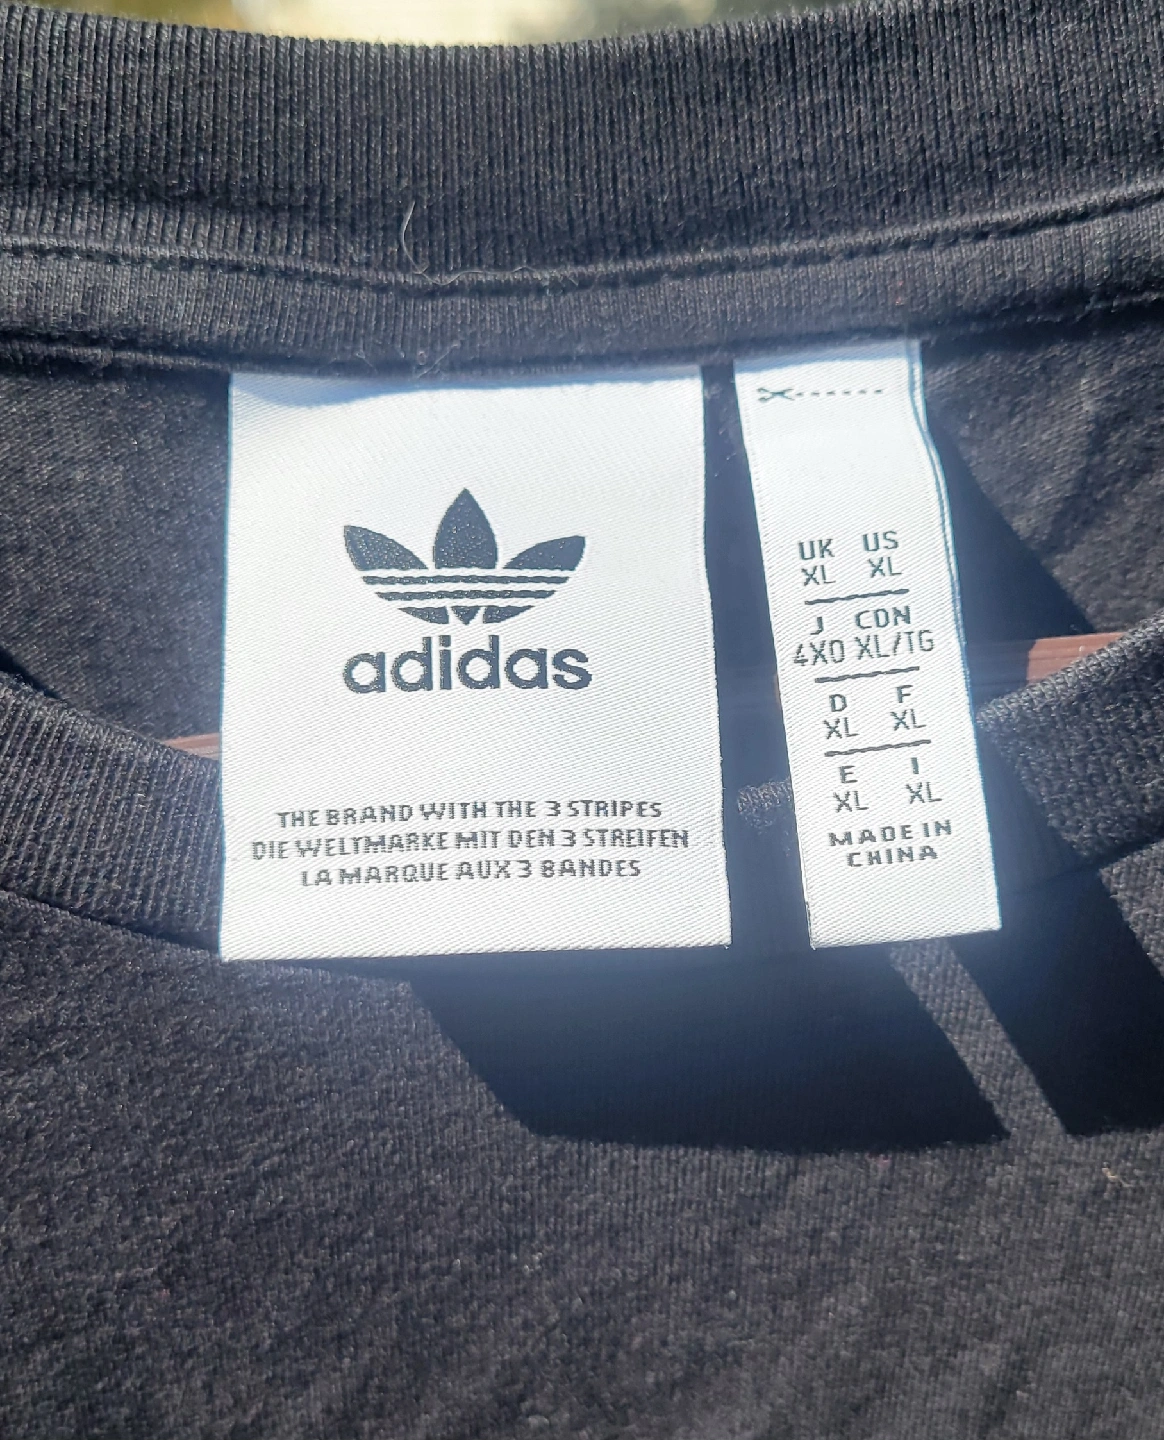 adidas
THE BRAND WITH THE 3 STRIPES
DIE WELTMARKE MIT DEN 3 STREIFEN
LA MARQUE AUX 3 BANDES
UK US
XL XL
J CDN
4XO XL/TG
D F
XL XL
E I
XL XL
MADE IN
CHINA